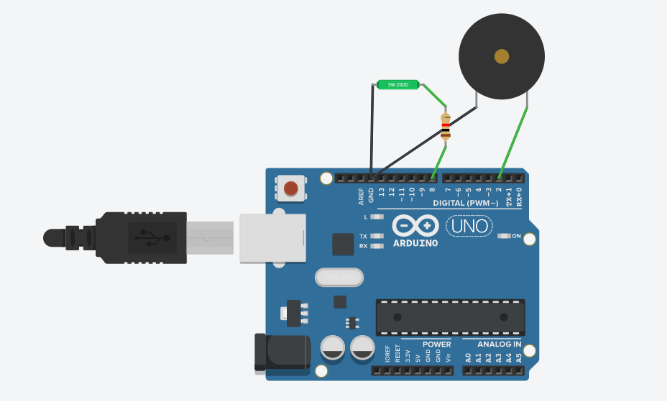 SW 200D
AREF
GND
13
12
~11
~10
~9
8
7
~6
~5
4
~3
2
TX→1
RX←0
DIGITAL (PWM~)
L
TX
RX
UNO
ON
ARDUINO
POWER
ANALOG IN
IOREF
RESET
3.3V
5V
GND
GND
Vin
A0
A1
A2
A3
A4
A5